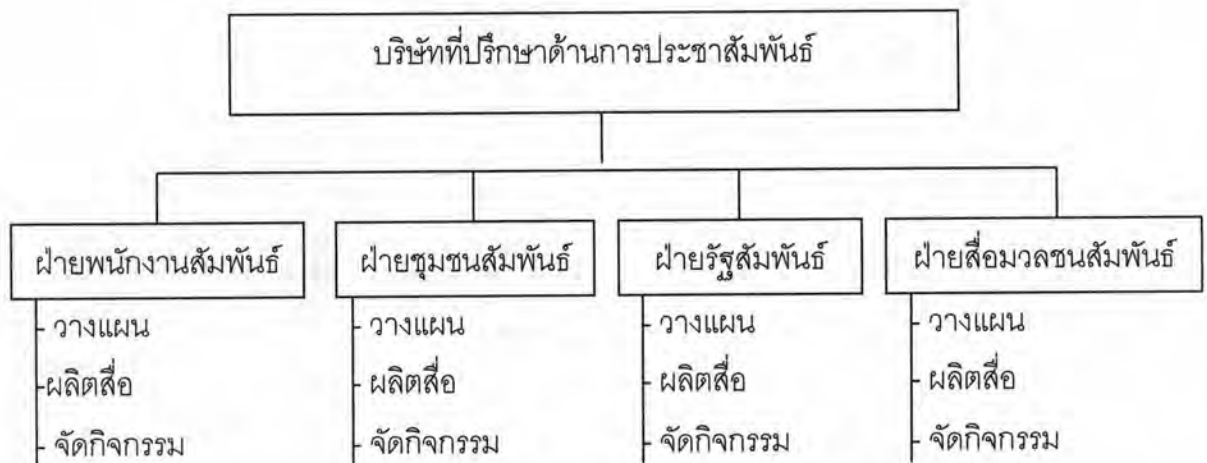 บริษัทที่ปรึกษาด้านการประชาสัมพันธ์
ฝ่ายพนักงานสัมพันธ์ ฝ่ายชุมชนสัมพันธ์ ฝ่ายรัฐสัมพันธ์ ฝ่ายสื่อมวลชนสัมพันธ์
- วางแผน - วางแผน - วางแผน - วางแผน
-ผลิตสื่อ - ผลิตสื่อ - ผลิตสื่อ - ผลิตสื่อ
- จัดกิจกรรม - จัดกิจกรรม - จัดกิจกรรม - จัดกิจกรรม